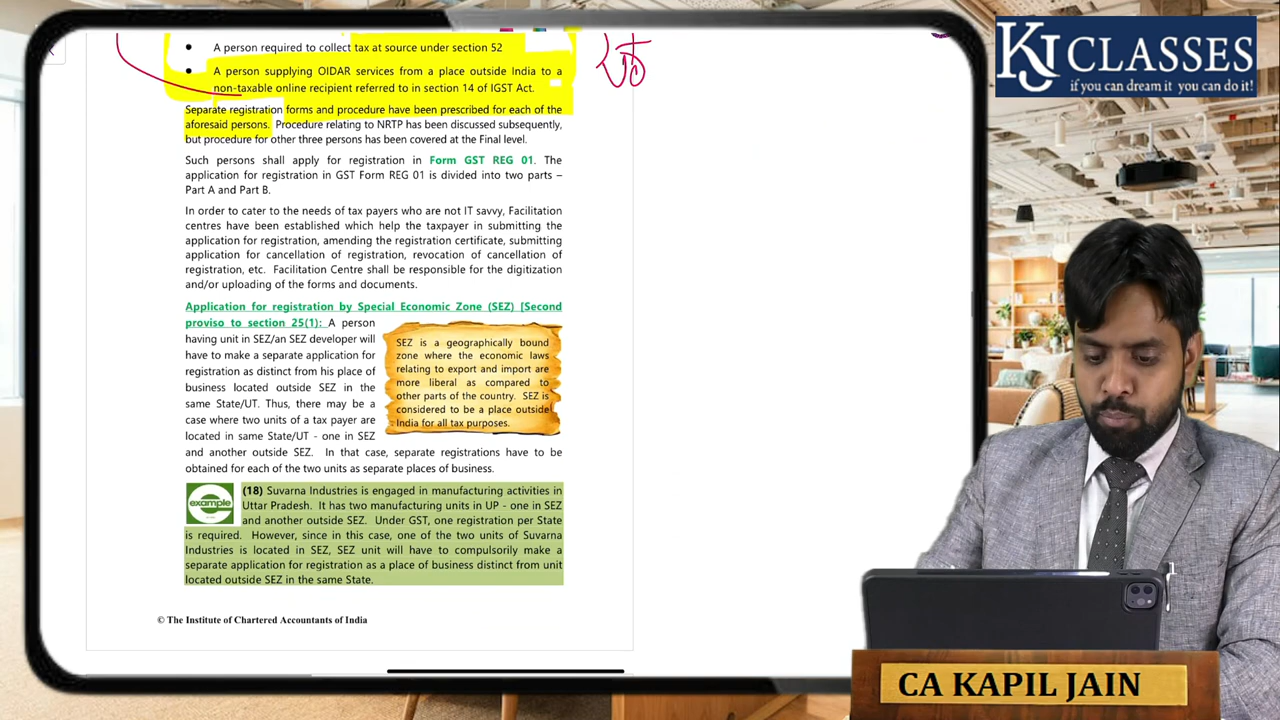 A person required to collect tax at source under section 52
A person supplying OIDAR services from a place outside India to a
non-taxable online recipient referred to in section 14 of IGST Act.
Separate registration forms and procedure have been prescribed for each of the
aforesaid persons. Procedure relating to NRTP has been discussed subsequently,
but procedure for other three persons has been covered at the Final level.
Such persons shall apply for registration in Form GST REG 01. The
application for registration in GST Form REG 01 is divided into two parts –
Part A and Part B.
In order to cater to the needs of tax payers who are not IT savvy, Facilitation
centres have been established which help the taxpayer in submitting the
application for registration, amending the registration certificate, submitting
application for cancellation of registration, revocation of cancellation of
registration, etc. Facilitation Centre shall be responsible for the digitization
and/or uploading of the forms and documents.
Application for registration by Special Economic Zone (SEZ) [Second
proviso to section 25(1): A person
having unit in SEZ/an SEZ developer will
have to make a separate application for
registration as distinct from his place of
business located outside SEZ in the
same State/UT. Thus, there may be a
case where two units of a tax payer are
located in same State/UT - one in SEZ
and another outside SEZ. In that case, separate registrations have to be
obtained for each of the two units as separate places of business.
SEZ is a geographically bound
zone where the economic laws
relating to export and import are
more liberal as compared to
other parts of the country. SEZ is
considered to be a place outside
India for all tax purposes.
example
(18) Suvarna Industries is engaged in manufacturing activities in
Uttar Pradesh. It has two manufacturing units in UP - one in SEZ
and another outside SEZ. Under GST, one registration per State
is required. However, since in this case, one of the two units of Suvarna
Industries is located in SEZ, SEZ unit will have to compulsorily make a
separate application for registration as a place of business distinct from unit
located outside SEZ in the same State.
© The Institute of Chartered Accountants of India
KJ CLASSES
if you can dream it you can do it!
CA KAPIL JAIN